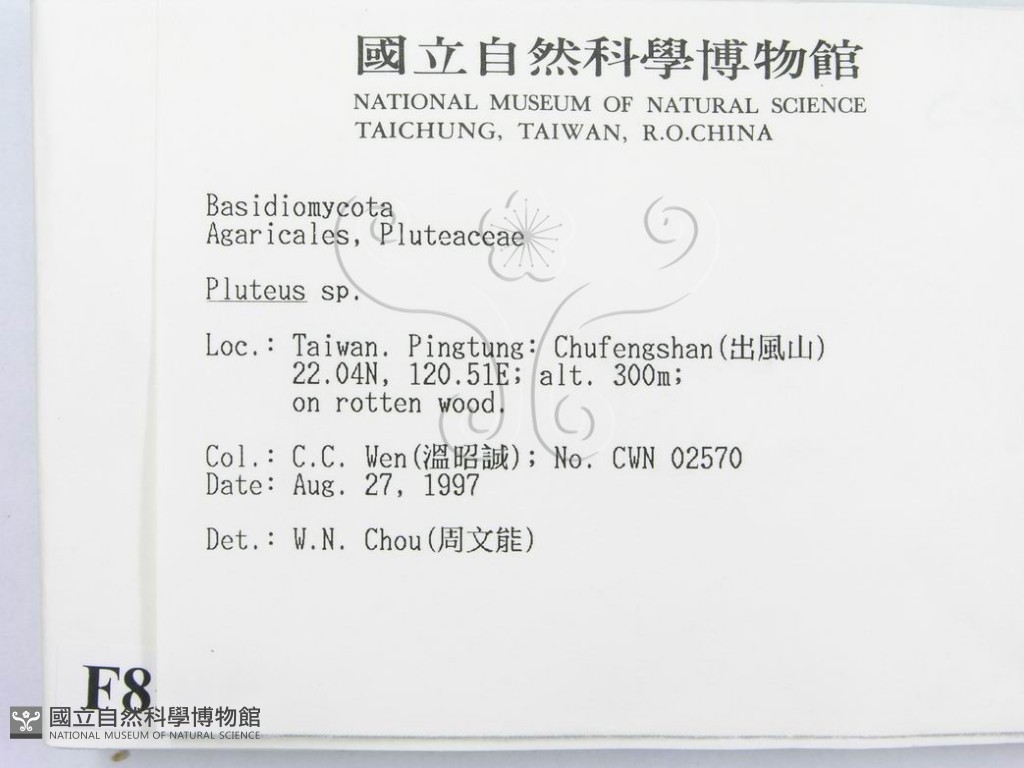 國立自然科學博物館
NATIONAL MUSEUM OF NATURAL SCIENCE
TAICHUNG, TAIWAN, R.O.CHINA
Basidiomycota
Agaricales, Pluteaceae
Pluteus sp.
Loc.: Taiwan. Pingtung: Chufengshan(出風山)
22.04N, 120.51E; alt. 300m;
on rotten wood.
Col.: C.C. Wen(溫昭誠); No. CWN 02570
Date: Aug. 27, 1997
Det.: W.N. Chou(周文能)
F8
國立自然科學博物館
NATIONAL MUSEUM OF NATURAL SCIENCE